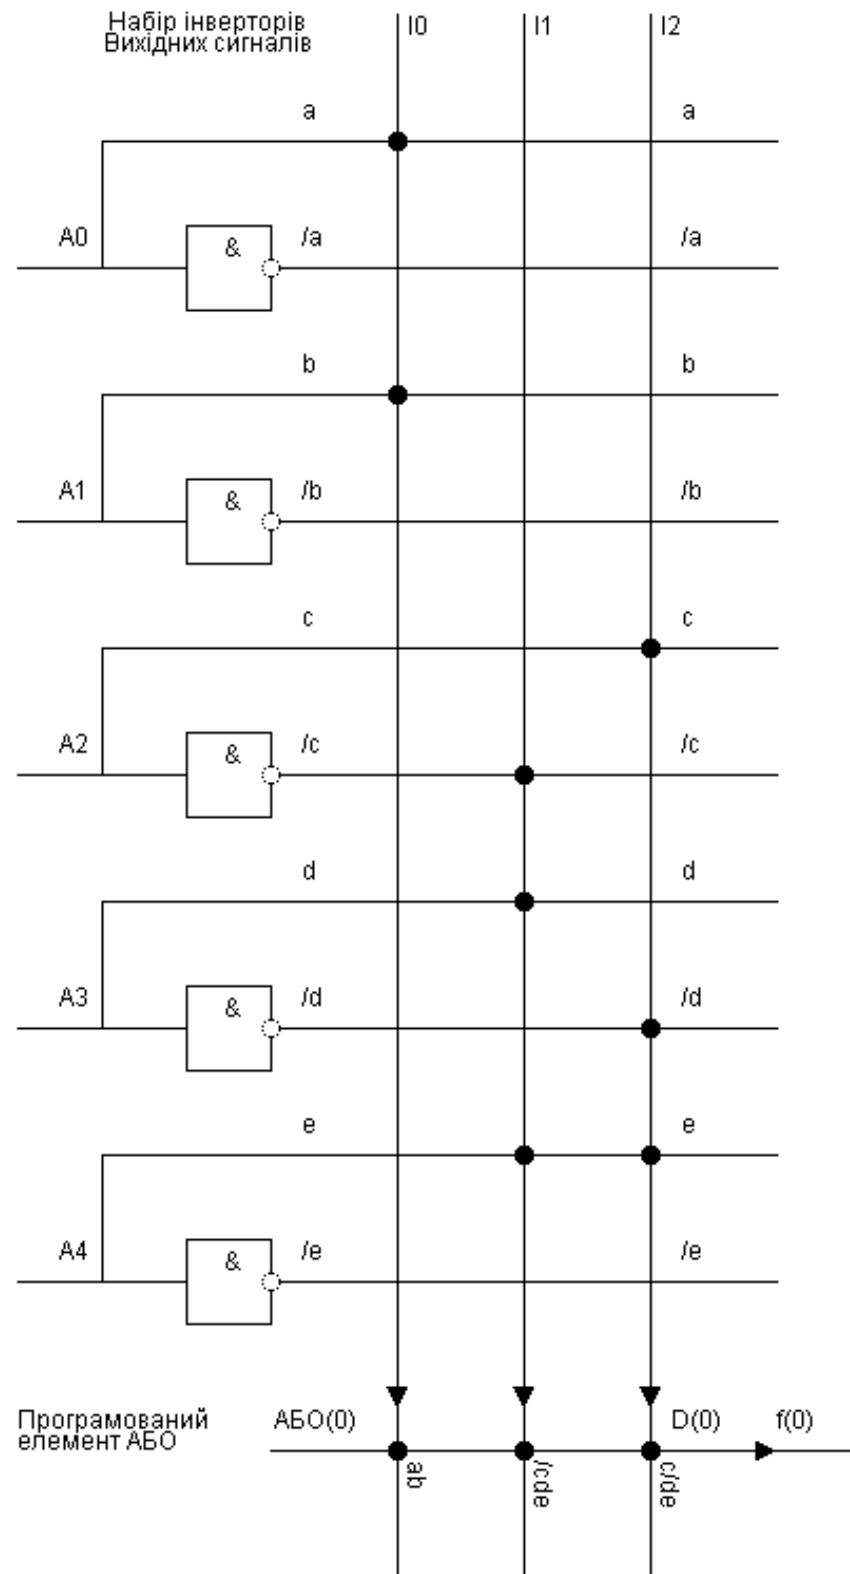 Набір інверторів
Вихідних сигналів
I0
I1
I2
a
a
A0
&
/a
/a
b
b
A1
&
/b
/b
c
c
A2
&
/c
/c
d
d
A3
&
/d
/d
e
e
A4
&
/e
/e
Програмований
елемент АБО
АБО(0)
D(0)
f(0)
ab
/cde
c/de